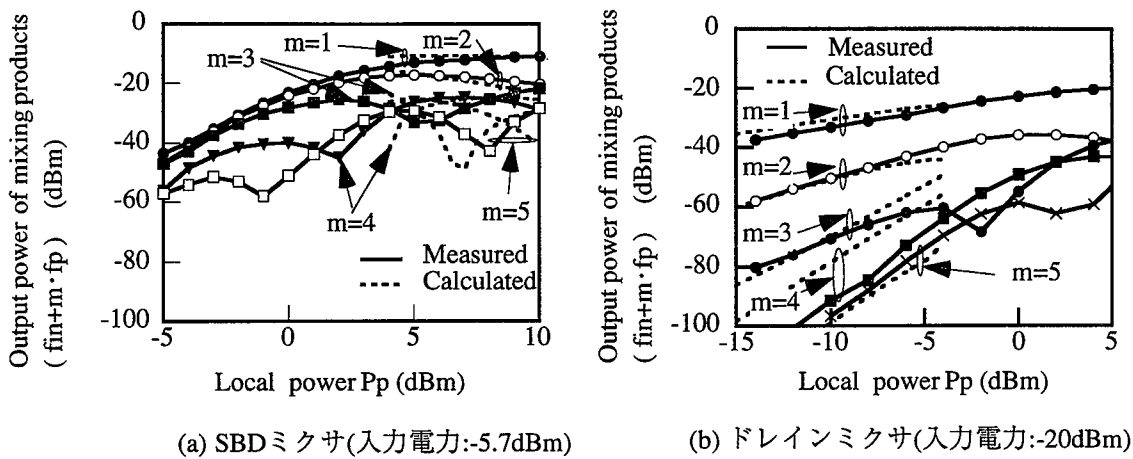 Output power of mixing products
( fin+m・fp ) (dBm)
0
-20
-40
-60
-80
-100
m=1
m=2
m=3
m=4
m=5
Measured
Calculated
-5
0
5
10
Local power Pp (dBm)
(a) SBDミクサ(入力電力:-5.7dBm)
Output power of mixing products
( fin+m・fp ) (dBm)
0
-20
-40
-60
-80
-100
Measured
Calculated
m=1
m=2
m=3
m=4
m=5
-15
-10
-5
0
5
Local power Pp (dBm)
(b) ドレインミクサ(入力電力:-20dBm)